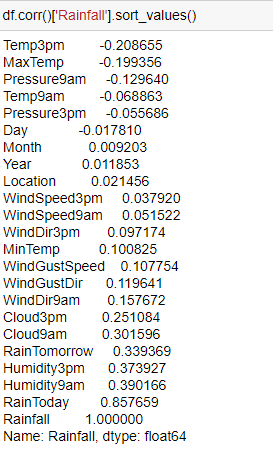 df.corr()['Rainfall'].sort_values()
Temp3pm -0.208655
MaxTemp -0.199356
Pressure9am -0.129640
Temp9am -0.068863
Pressure3pm -0.055686
Day -0.017810
Month 0.009203
Year 0.011853
Location 0.021456
WindSpeed3pm 0.037920
WindSpeed9am 0.051522
WindDir3pm 0.097174
MinTemp 0.100825
WindGustSpeed 0.107754
WindGustDir 0.119641
WindDir9am 0.157672
Cloud3pm 0.251084
Cloud9am 0.301596
RainTomorrow 0.339369
Humidity3pm 0.373927
Humidity9am 0.390166
RainToday 0.857659
Rainfall 1.000000
Name: Rainfall, dtype: float64